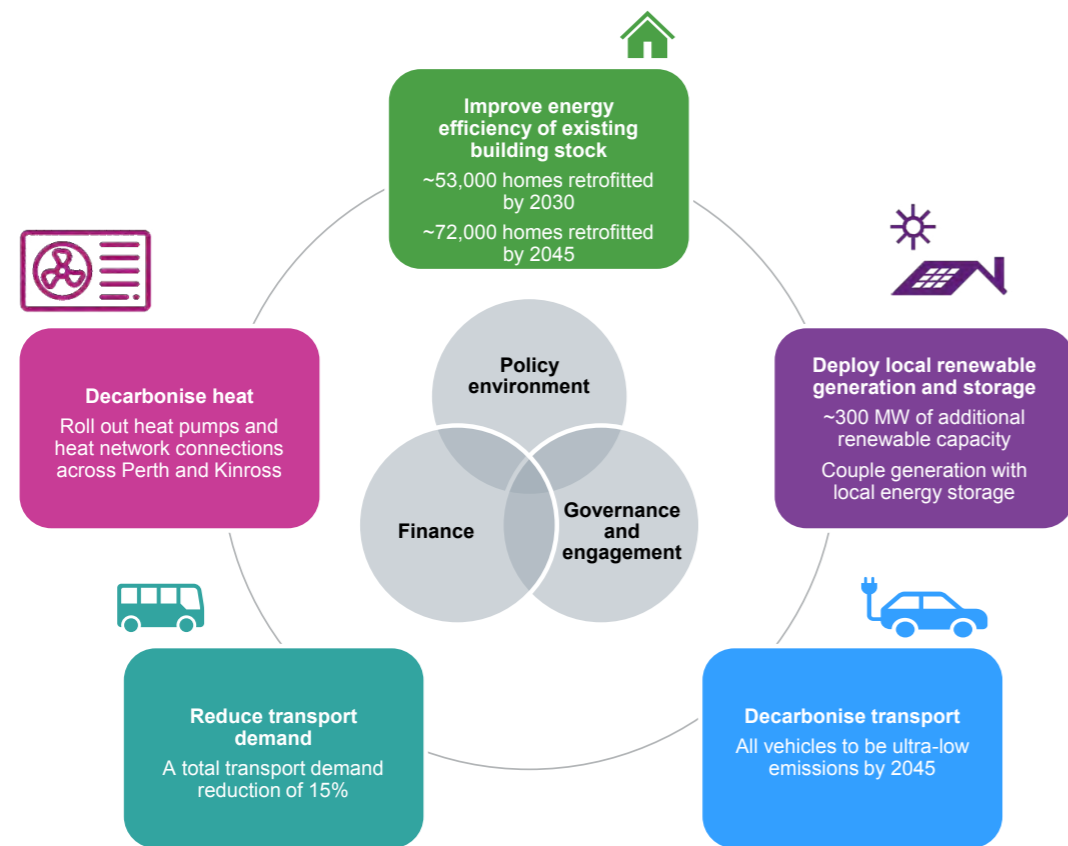 Improve energy
efficiency of existing
building stock
~53,000 homes retrofitted
by 2030
~72,000 homes retrofitted
by 2045
Decarbonise heat
Roll out heat pumps and
heat network connections
across Perth and Kinross
Policy
environment
Finance
Governance
and
engagement
Deploy local renewable
generation and storage
~300 MW of additional
renewable capacity
Couple generation with
local energy storage
Reduce transport
demand
A total transport demand
reduction of 15%
Decarbonise transport
All vehicles to be ultra-low
emissions by 2045